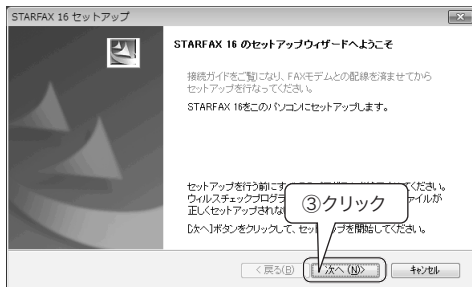 STARFAX 16 セットアップ
STARFAX 16 のセットアップウィザードへようこそ
接続ガイドをご覧になり、FAXモデムとの配線を済ませてから
セットアップを行なってください。
STARFAX 16をこのパソコンにセットアップします。
セットアップを行う前にす ください。
ウィルスチェックプログラ ァイルが
正しくセットアップされな
③クリック
[次へ]ボタンをクリックして、セッ ップを開始してください。
< 戻る(B)
次へ (N)>
キャンセル